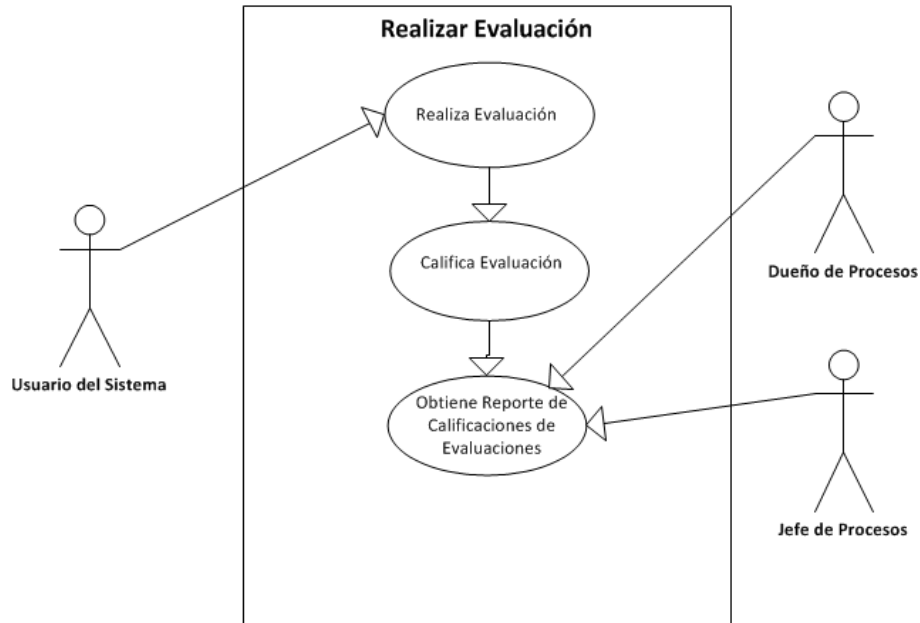 Realizar Evaluación
Realiza Evaluación
Califica Evaluación
Obtiene Reporte de
Calificaciones de
Evaluaciones
Usuario del Sistema
Dueño de Procesos
Jefe de Procesos